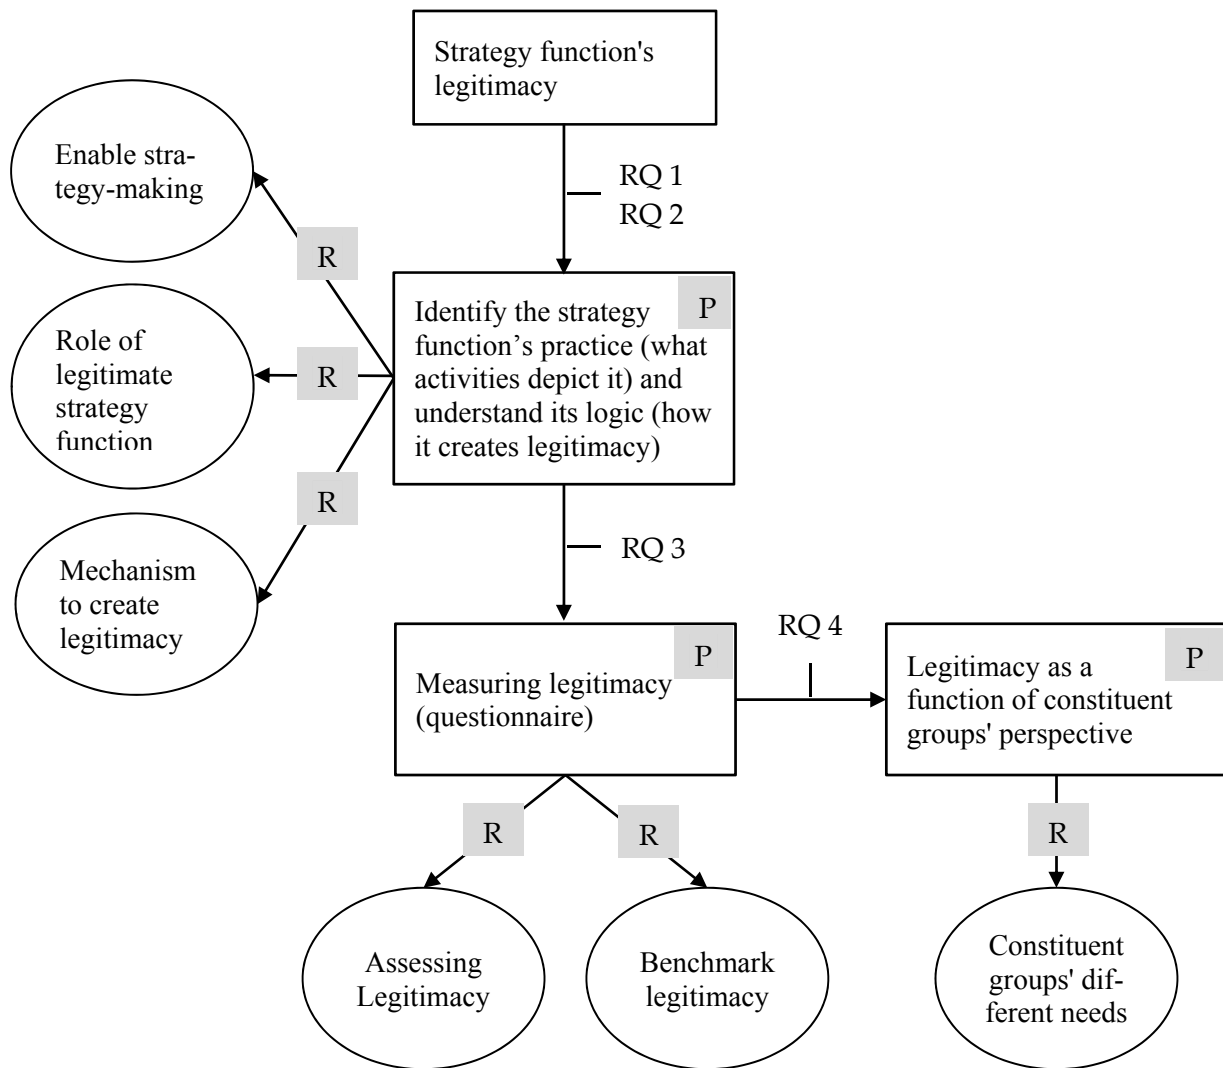 Strategy function's
legitimacy
Enable stra-
tegy-making
RQ 1
RQ 2
R
P
Identify the strategy
function’s practice (what
activities depict it) and
understand its logic (how
it creates legitimacy)
Role of
legitimate
strategy
function
R
R
RQ 3
Mechanism
to create
legitimacy
P
Measuring legitimacy
(questionnaire)
RQ 4
P
Legitimacy as a
function of constituent
groups' perspective
R
R
R
Assessing
Legitimacy
Benchmark
legitimacy
Constituent
groups' dif-
ferent needs